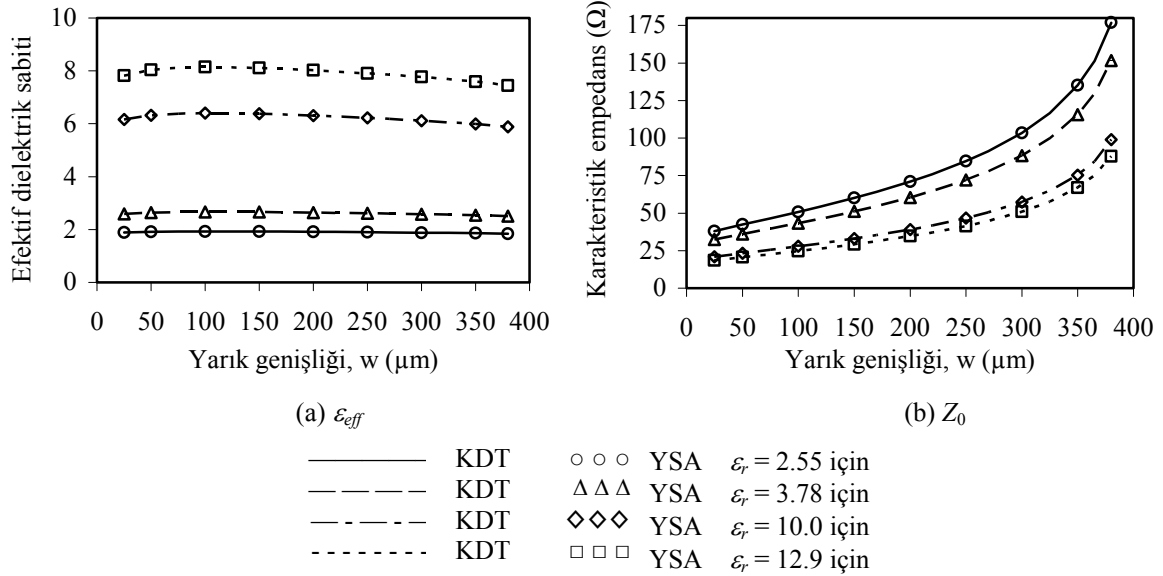 Efektif dielektrik sabiti
10
8
6
4
2
0
0 50 100 150 200 250 300 350 400
Yarık genişliği, w (µm)
(a) εeff
Karakteristik empedans (Ω)
175
150
125
100
75
50
25
0
0 50 100 150 200 250 300 350 400
Yarık genişliği, w (µm)
(b) Z0
KDT YSA εr = 2.55 için
KDT YSA εr = 3.78 için
KDT YSA εr = 10.0 için
KDT YSA εr = 12.9 için